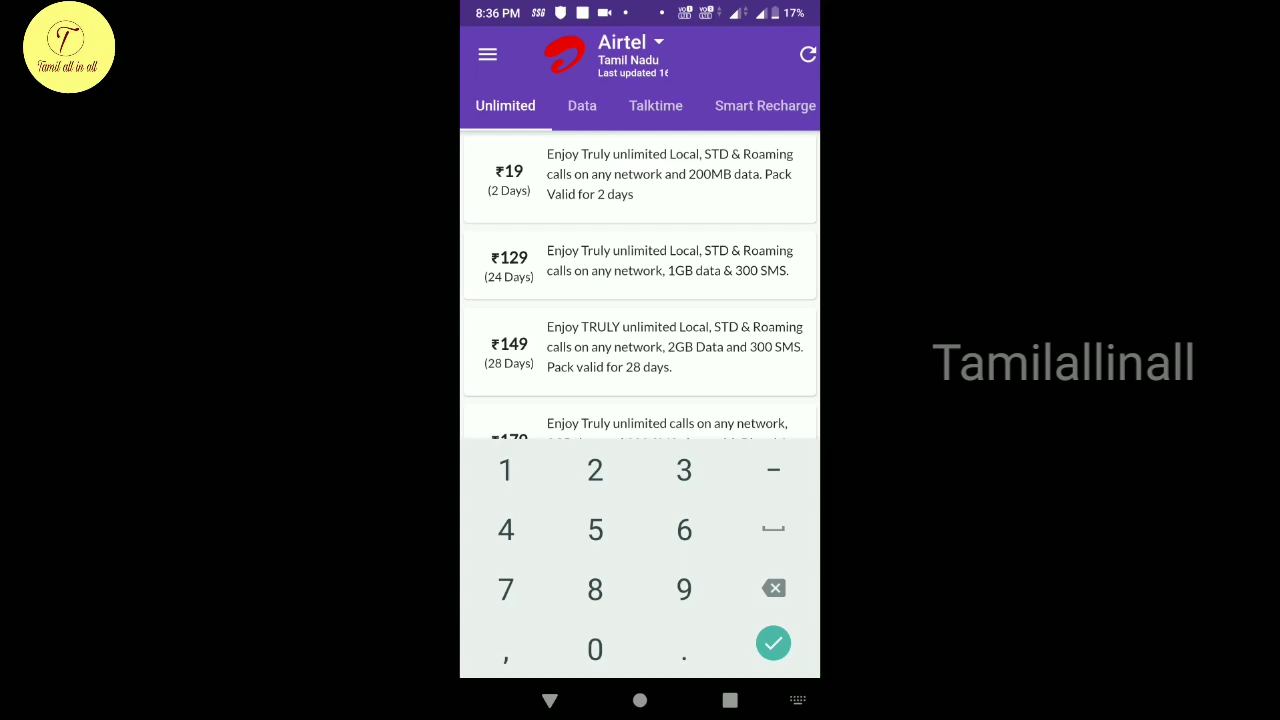 T
Tamil all in all
8:36 PM SSG 17%
Airtel
Tamil Nadu
Last updated 16
Unlimited Data Talktime Smart Recharge
₹19
(2 Days)
Enjoy Truly unlimited Local, STD & Roaming
calls on any network and 200MB data. Pack
Valid for 2 days
₹129
(24 Days)
Enjoy Truly unlimited Local, STD & Roaming
calls on any network, 1GB data & 300 SMS.
₹149
(28 Days)
Enjoy TRULY unlimited Local, STD & Roaming
calls on any network, 2GB Data and 300 SMS.
Pack valid for 28 days.
₹179
Enjoy Truly unlimited calls on any network,
1 2 3 –
4 5 6
7 8 9
, 0 .
Tamilallinall